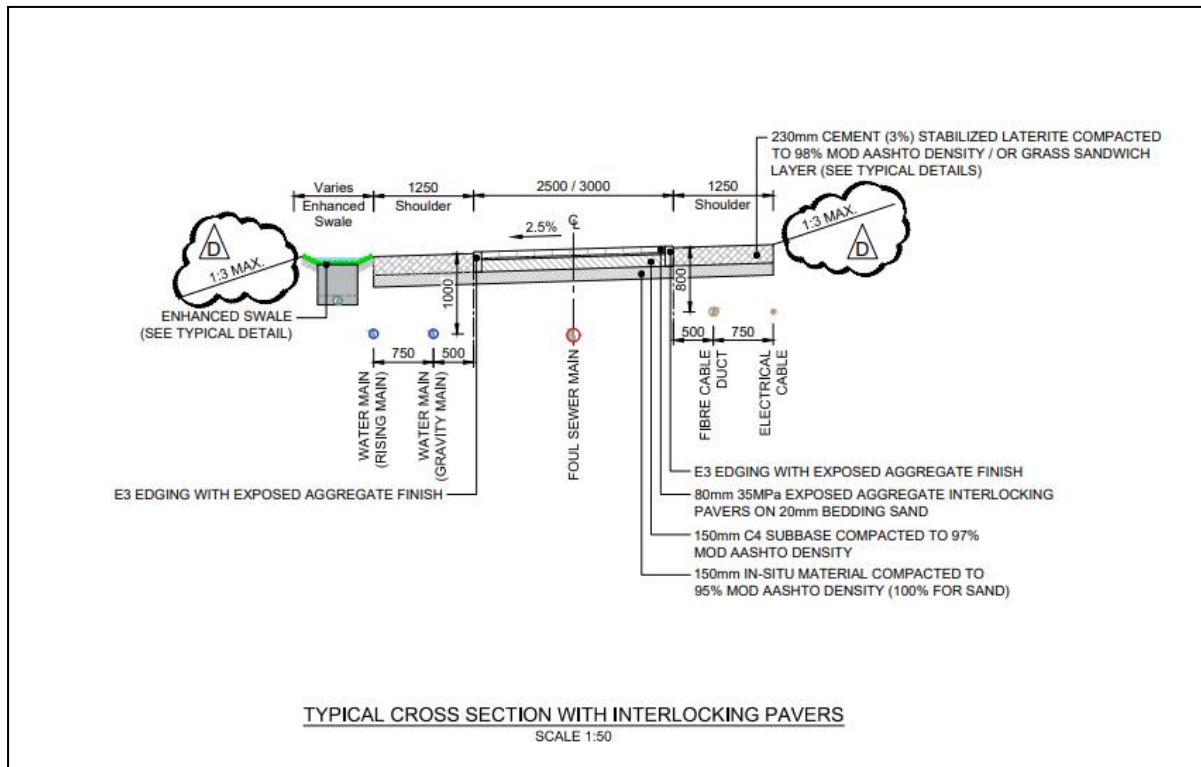 230mm CEMENT (3%) STABILIZED LATERITE COMPACTED
TO 98% MOD AASHTO DENSITY / OR GRASS SANDWICH
LAYER (SEE TYPICAL DETAILS)
Varies
Enhanced
Swale
1250
Shoulder
2500 / 3000
1250
Shoulder
CL
2.5%
D
1:3 MAX.
1:3 MAX.
D
ENHANCED SWALE
(SEE TYPICAL DETAIL)
1000
800
750
500
500
750
WATER MAIN
(RISING MAIN)
WATER MAIN
(GRAVITY MAIN)
FOUL SEWER MAIN
FIBRE CABLE
DUCT
ELECTRICAL
CABLE
E3 EDGING WITH EXPOSED AGGREGATE FINISH
E3 EDGING WITH EXPOSED AGGREGATE FINISH
80mm 35MPa EXPOSED AGGREGATE INTERLOCKING
PAVERS ON 20mm BEDDING SAND
150mm C4 SUBBASE COMPACTED TO 97%
MOD AASHTO DENSITY
150mm IN-SITU MATERIAL COMPACTED TO
95% MOD AASHTO DENSITY (100% FOR SAND)
TYPICAL CROSS SECTION WITH INTERLOCKING PAVERS
SCALE 1:50